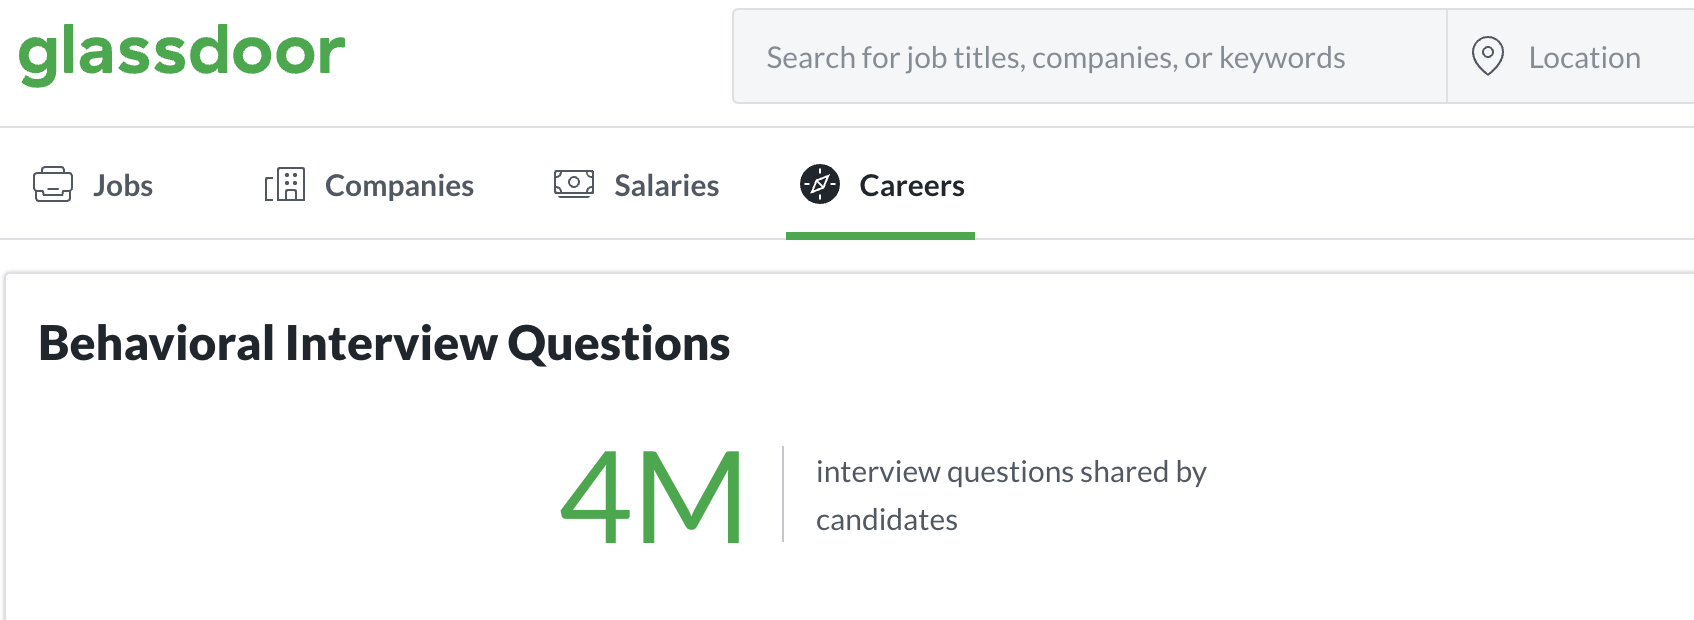 glassdoor
Search for job titles, companies, or keywords
Location
Jobs
Companies
Salaries
Careers
Behavioral Interview Questions
4M
interview questions shared by
candidates